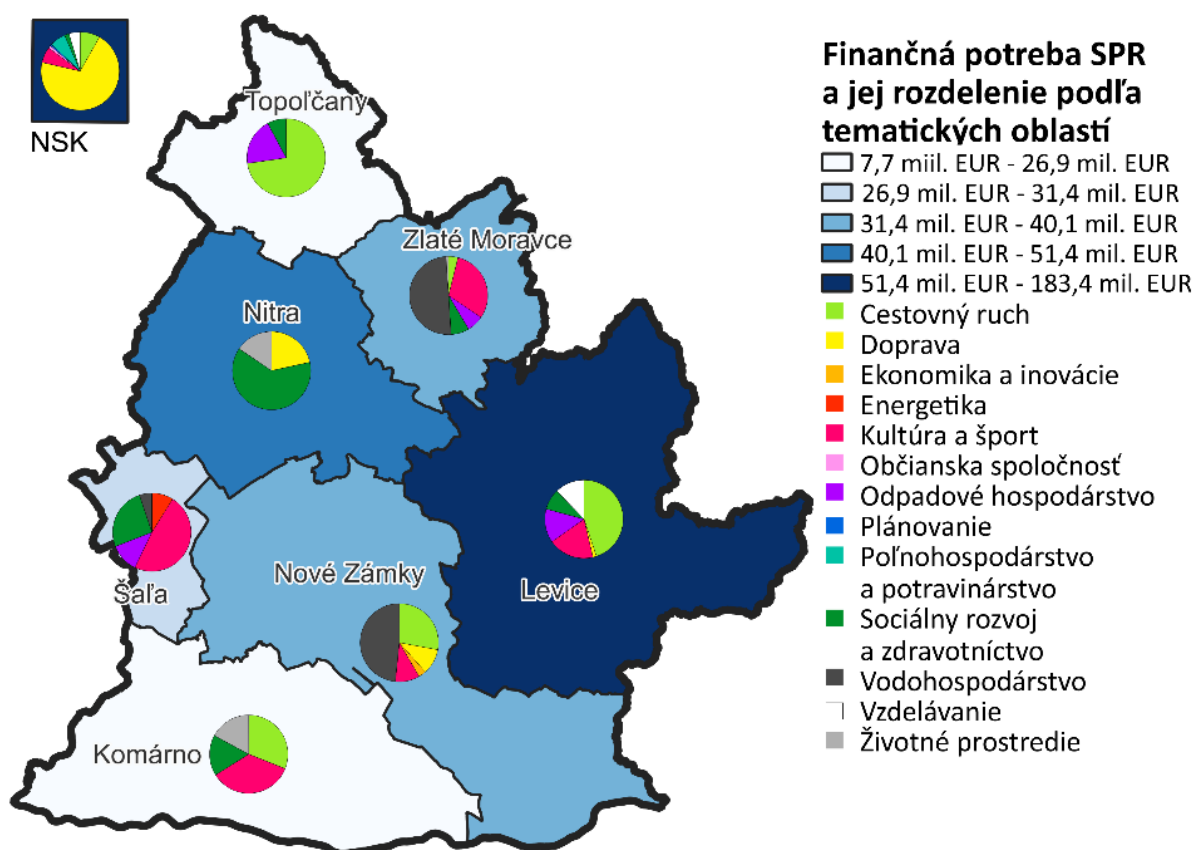 NSK
Topoľčany
Zlaté Moravce
Nitra
Šaľa
Nové Zámky
Levice
Komárno
Finančná potreba SPR
a jej rozdelenie podľa
tematických oblastí
7,7 miil. EUR - 26,9 mil. EUR
26,9 mil. EUR - 31,4 mil. EUR
31,4 mil. EUR - 40,1 mil. EUR
40,1 mil. EUR - 51,4 mil. EUR
51,4 mil. EUR - 183,4 mil. EUR
Cestovný ruch
Doprava
Ekonomika a inovácie
Energetika
Kultúra a šport
Občianska spoločnosť
Odpadové hospodárstvo
Plánovanie
Poľnohospodárstvo
a potravinárstvo
Sociálny rozvoj
a zdravotníctvo
Vodohospodárstvo
Vzdelávanie
Životné prostredie